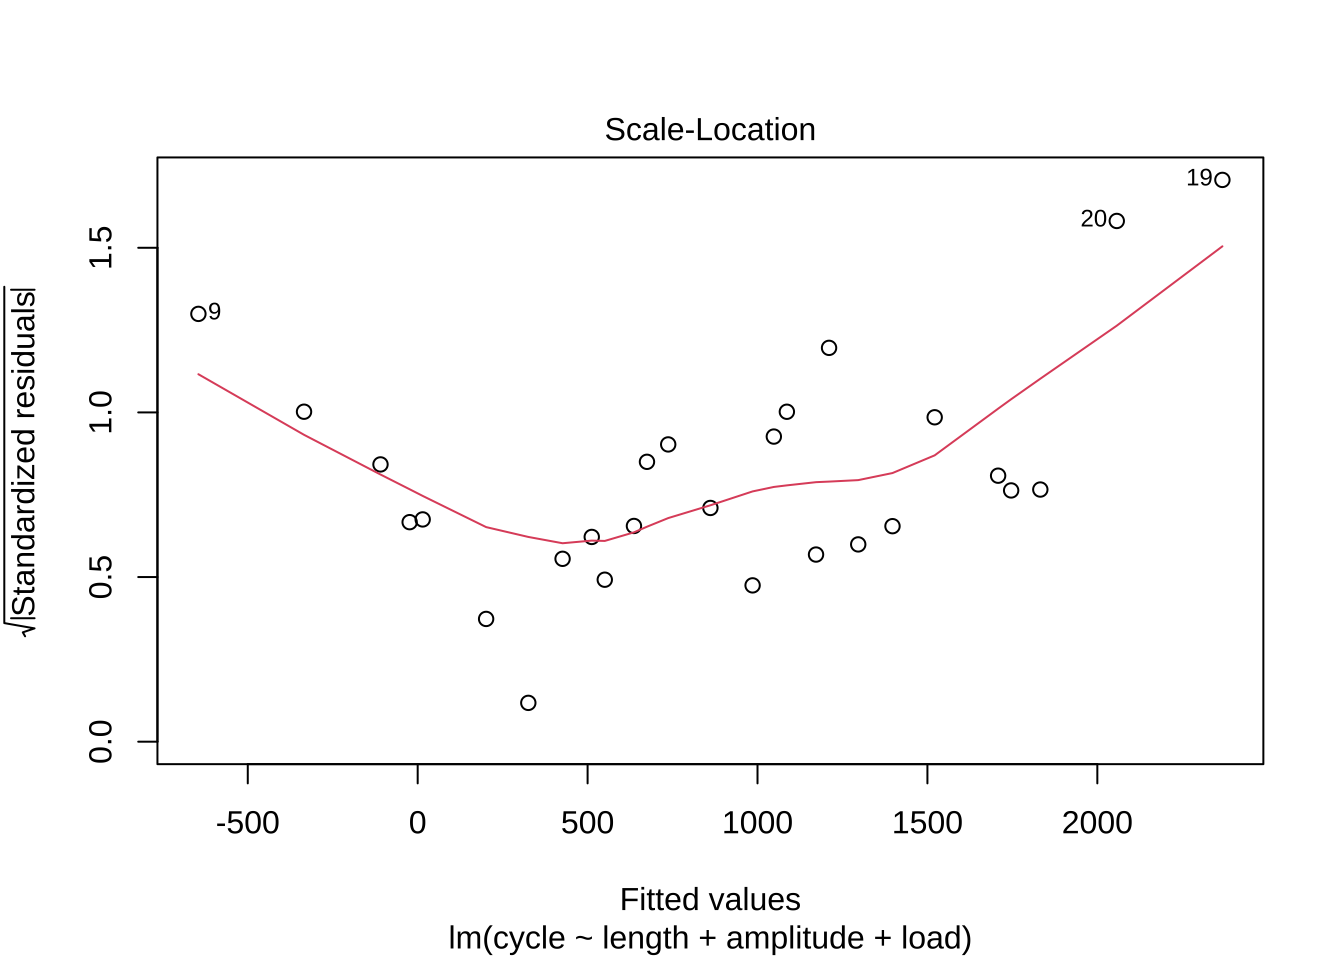 Scale-Location
√|Standardized residuals|
1.5
1.0
0.5
0.0
19
20
9
-500 0 500 1000 1500 2000
Fitted values
lm(cycle ~ length + amplitude + load)